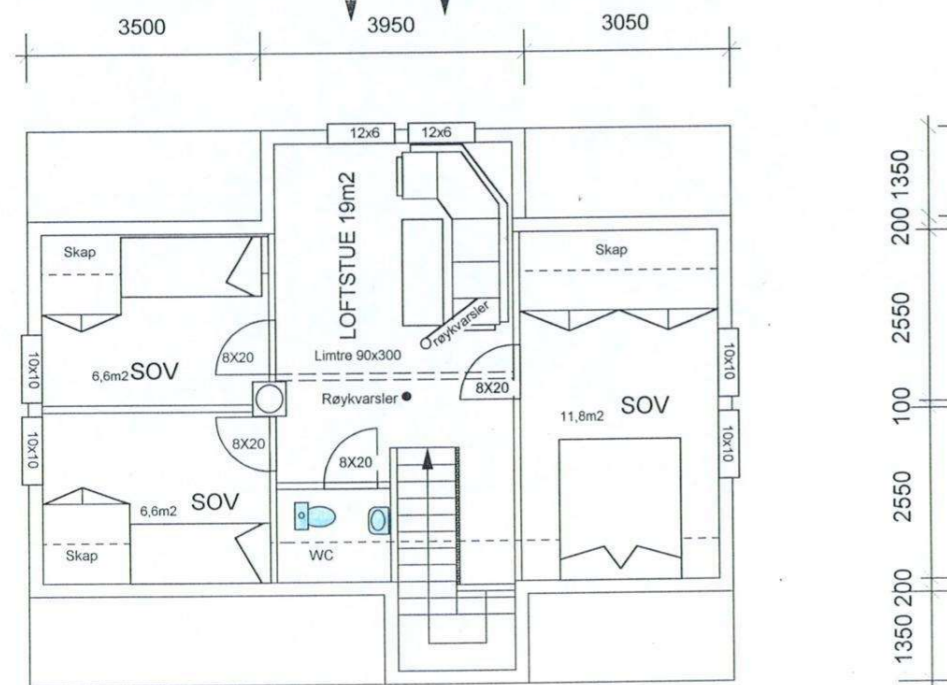 3500
3950
3050
12x6
12x6
1350
200
2550
100
2550
200
1350
Skap
LOFTSTUE 19m2
Skap
røykvarsler
10x10
6,6m2 SOV
8X20
Limtre 90x300
8X20
10x10
Røykvarsler
11,8m2
SOV
10x10
8X20
8X20
10x10
6,6m2
SOV
Skap
WC